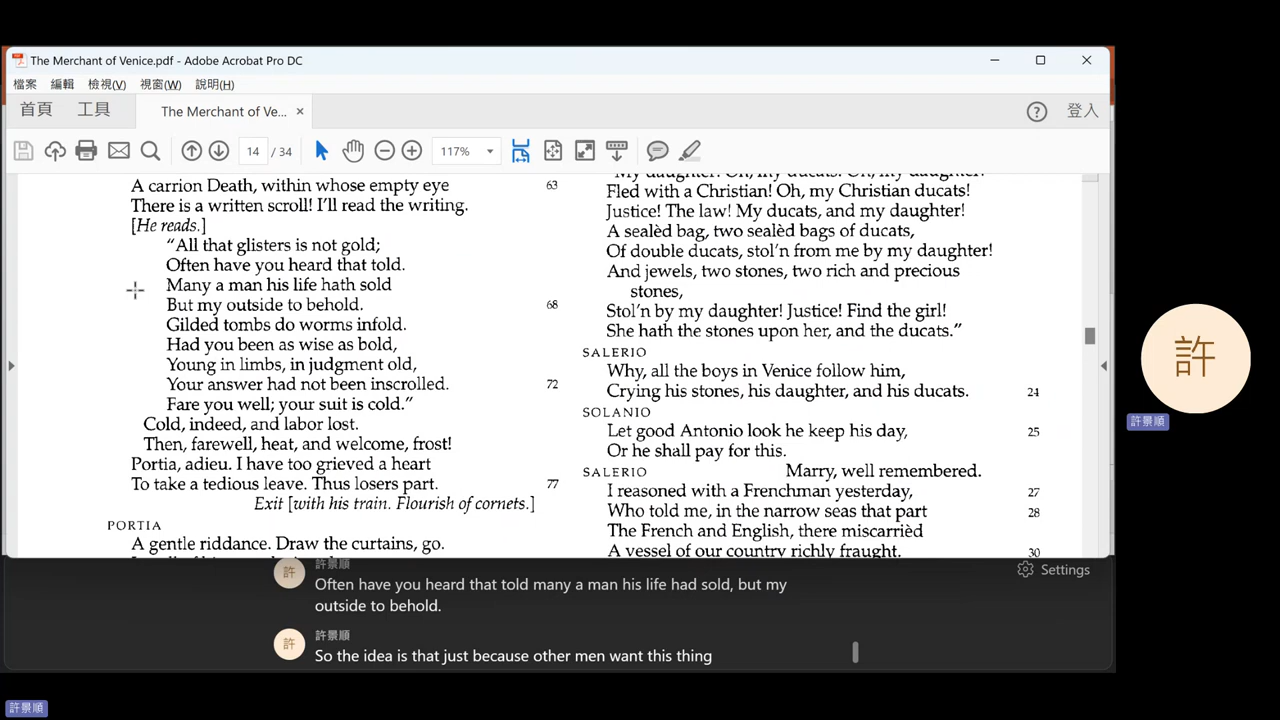 The Merchant of Venice.pdf - Adobe Acrobat Pro DC
檔案 編輯 檢視(V) 視窗(W) 說明(H)
首頁 工具 The Merchant of Ve... × ? 登入
14 / 34 117%
A carrion Death, within whose empty eye 63
There is a written scroll! I'll read the writing.
[He reads.]
"All that glisters is not gold;
Often have you heard that told.
Many a man his life hath sold
But my outside to behold. 68
Gilded tombs do worms infold.
Had you been as wise as bold,
Young in limbs, in judgment old,
Your answer had not been inscrolled. 72
Fare you well; your suit is cold."
Cold, indeed, and labor lost.
Then, farewell, heat, and welcome, frost!
Portia, adieu. I have too grieved a heart
To take a tedious leave. Thus losers part. 77
Exit [with his train. Flourish of cornets.]
PORTIA
A gentle riddance. Draw the curtains, go.
"My daughter! Oh, my ducats! Oh, my daughter!
Fled with a Christian! Oh, my Christian ducats!
Justice! The law! My ducats, and my daughter!
A sealèd bag, two sealèd bags of ducats,
Of double ducats, stol'n from me by my daughter!
And jewels, two stones, two rich and precious
stones,
Stol'n by my daughter! Justice! Find the girl!
She hath the stones upon her, and the ducats."
SALERIO
Why, all the boys in Venice follow him,
Crying his stones, his daughter, and his ducats. 24
SOLANIO
Let good Antonio look he keep his day, 25
Or he shall pay for this.
SALERIO Marry, well remembered.
I reasoned with a Frenchman yesterday, 27
Who told me, in the narrow seas that part 28
The French and English, there miscarrièd
A vessel of our country richly fraught. 30
許
許景順
許 許景順
Often have you heard that told many a man his life had sold, but my
outside to behold.
許 許景順
So the idea is that just because other men want this thing
Settings
許景順